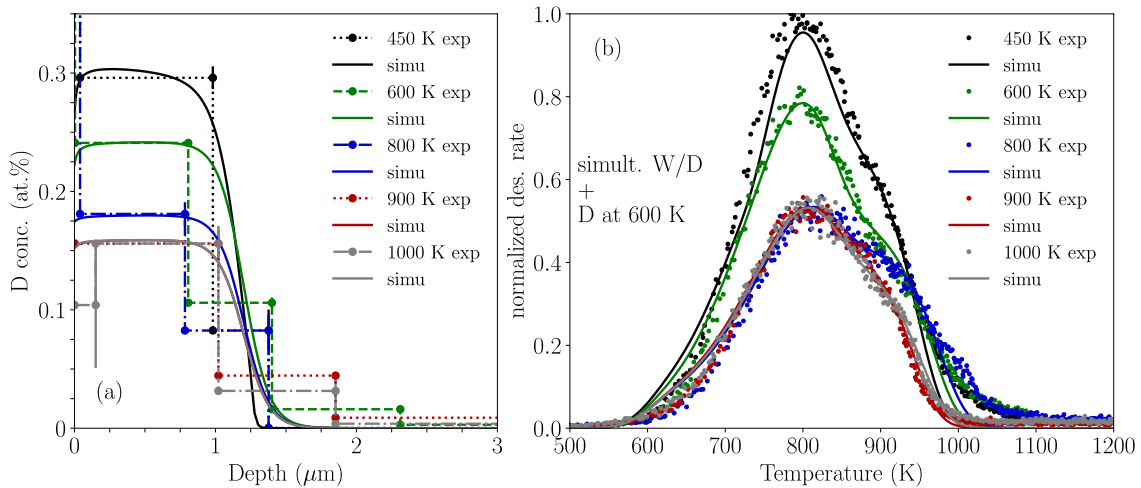 (a)
D conc. (at.%)
0.3
0.2
0.1
0
0
1
2
3
Depth (μm)
450 K exp
simu
600 K exp
simu
800 K exp
simu
900 K exp
simu
1000 K exp
simu
(b)
normalized des. rate
1.0
0.8
0.6
0.4
0.2
0.0
500
600
700
800
900
1000
1100
1200
Temperature (K)
simult. W/D
+
D at 600 K
450 K exp
simu
600 K exp
simu
800 K exp
simu
900 K exp
simu
1000 K exp
simu